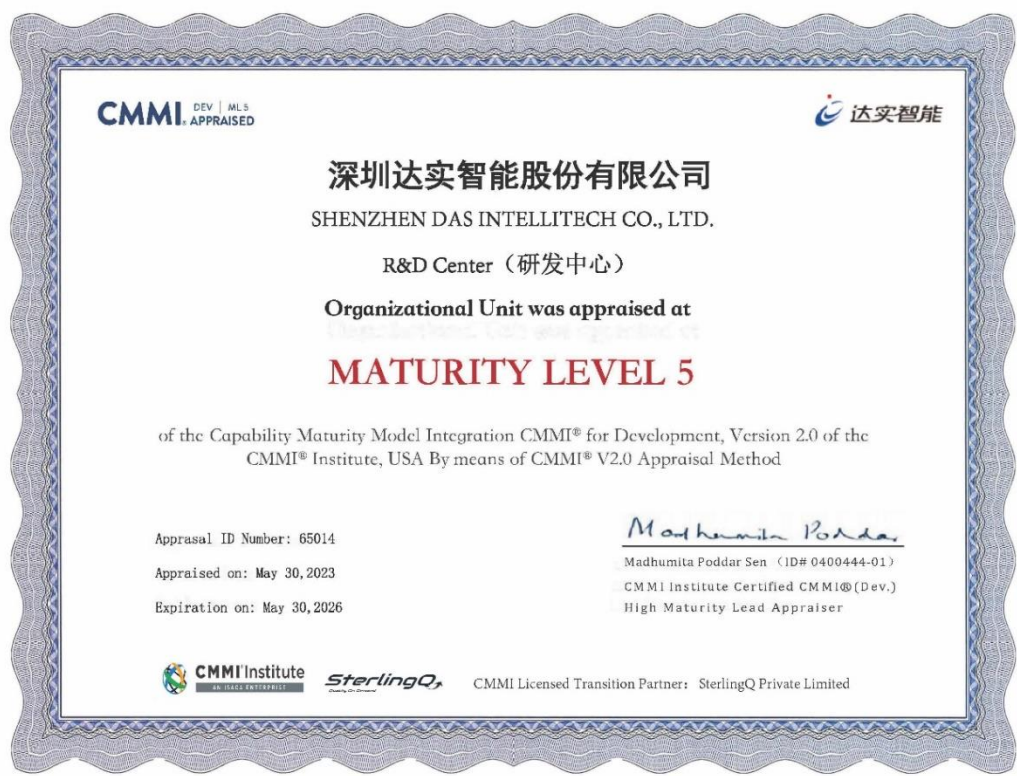 CMMI® DEV | ML5 APPRAISED
达实智能
深圳达实智能股份有限公司
SHENZHEN DAS INTELLITECH CO., LTD.
R&D Center（研发中心）
Organizational Unit was appraised at
MATURITY LEVEL 5
of the Capability Maturity Model Integration CMMI® for Development, Version 2.0 of the
CMMI® Institute, USA By means of CMMI® V2.0 Appraisal Method
Apprasal ID Number: 65014
Appraised on: May 30,2023
Expiration on: May 30,2026
Madhumita Poddar
Madhumita Poddar Sen （ID# 0400444-01）
CMMI Institute Certified CMMI®(Dev.)
High Maturity Lead Appraiser
CMMI® Institute
AN ISACA ENTERPRISE
SterlingQ
Quality On Demand
CMMI Licensed Transition Partner: SterlingQ Private Limited